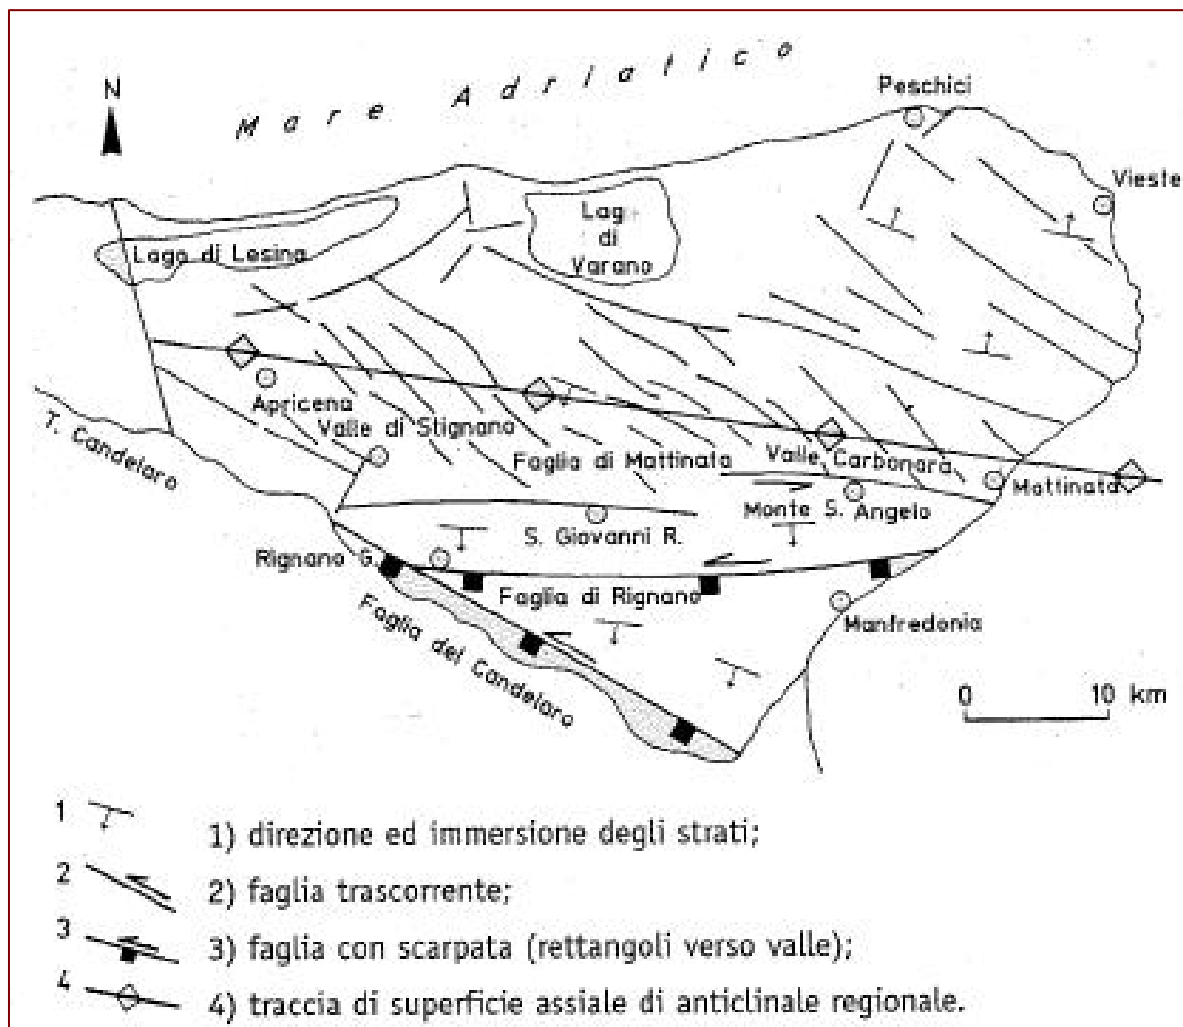 Mare Adriatico
N
Peschici
Vieste
Lago di Lesina
Lag
di
Varano
Apricena
Valle di Stignano
T. Candelaro
Faglia di Mattinata
Valle Carbonara
Mattinata
Monte S. Angelo
S. Giovanni R.
Rignano G.
Faglia di Rignano
Manfredonia
Faglia del Candelaro
0 10 km
1 1) direzione ed immersione degli strati;
2 2) faglia trascorrente;
3 3) faglia con scarpata (rettangoli verso valle);
4 4) traccia di superficie assiale di anticlinale regionale.